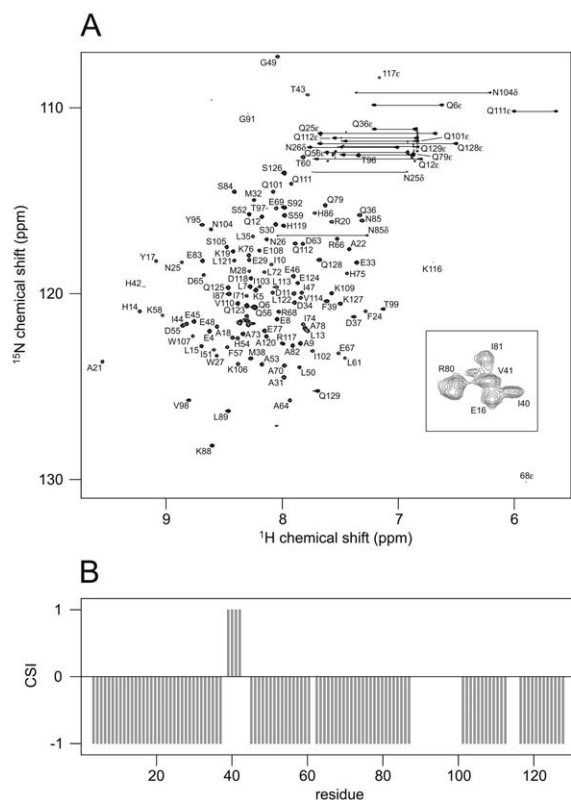 A
G49
117ε
T43
N104δ
110
Q6ε
Q36ε
Q111ε
G91
Q25ε
Q112ε
Q101ε
N26δ
Q129ε
Q128ε
Q56ε
Q79ε
T60
T96
Q12ε
S126
Q111
N25δ
S84
Q101
M32
E69
S92
Q79
T97
H86
Q36
Y95
S52
Q12
S59
R20
N85
N104
S30
H119
L35
N26
N85δ
S105
K76
E108
D63
R66
A22
K19
Q112
Y17
E83
L121
E29
I10
Q128
E33
K116
N25
M28
L72
E46
H75
D65
D118
I103
L113
E124
H42
Q125
L7
K5
D11
I47
K109
I87
I71
L122
V114
K127
T99
H14
K58
V110
Q6
D34
F39
F24
Q123
Q56
R68
D37
E45
E8
I74
I44
E48
A78
D55
A18
A73
E77
L13
W107
E4
H54
R117
A9
L15
F57
A120
I51
M38
A82
I102
E67
A21
W27
A53
L61
K106
A70
L50
A31
Q129
V98
A64
L89
K88
120
130
I81
R80
V41
E16
I40
68ε
9
8
7
6
¹H chemical shift (ppm)
¹⁵N chemical shift (ppm)
B
1
0
-1
CSI
20
40
60
80
100
120
residue